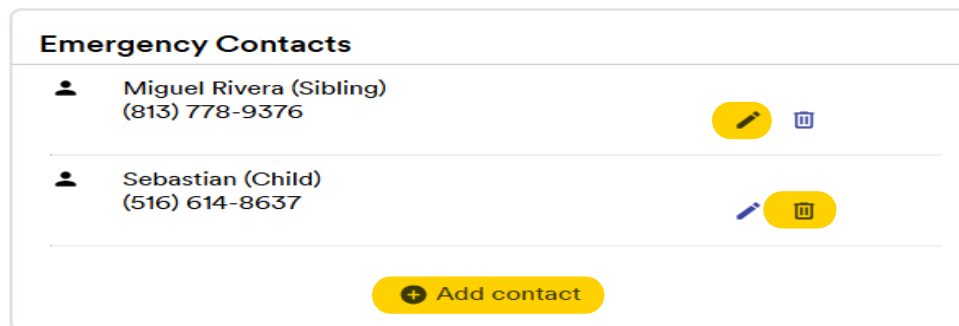 Emergency Contacts
Miguel Rivera (Sibling)
(813) 778-9376
Sebastian (Child)
(516) 614-8637
Add contact